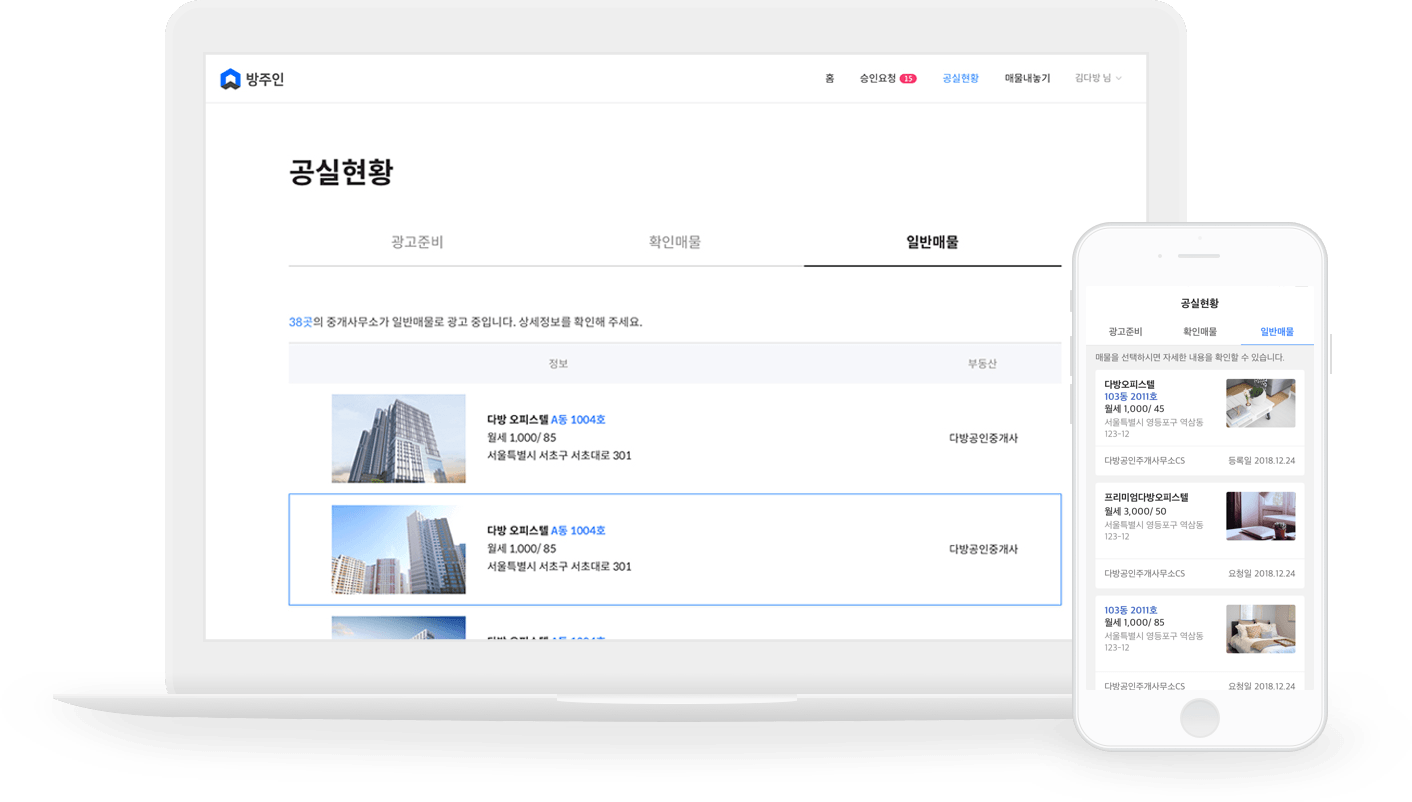 방주인
홈 승인요청 15 공실현황 매물내놓기 김다방 님
공실현황
광고준비 확인매물 일반매물
38곳의 중개사무소가 일반매물로 광고 중입니다. 상세정보를 확인해 주세요.
정보 부동산
다방 오피스텔 A동 1004호
월세 1,000/ 85
서울특별시 서초구 서초대로 301
다방공인중개사
다방 오피스텔 A동 1004호
월세 1,000/ 85
서울특별시 서초구 서초대로 301
다방공인중개사
다방 오피스텔 A동 1004호
공실현황
광고준비 확인매물 일반매물
매물을 선택하시면 자세한 내용을 확인할 수 있습니다.
다방오피스텔
103동 2011호
월세 1,000/ 45
서울특별시 영등포구 역삼동
123-12
다방공인주개사무소CS 등록일 2018.12.24
프리미엄다방오피스텔
월세 3,000/ 50
서울특별시 영등포구 역삼동
123-12
다방공인주개사무소CS 요청일 2018.12.24
103동 2011호
월세 1,000/ 85
서울특별시 영등포구 역삼동
123-12
다방공인주개사무소CS 요청일 2018.12.24